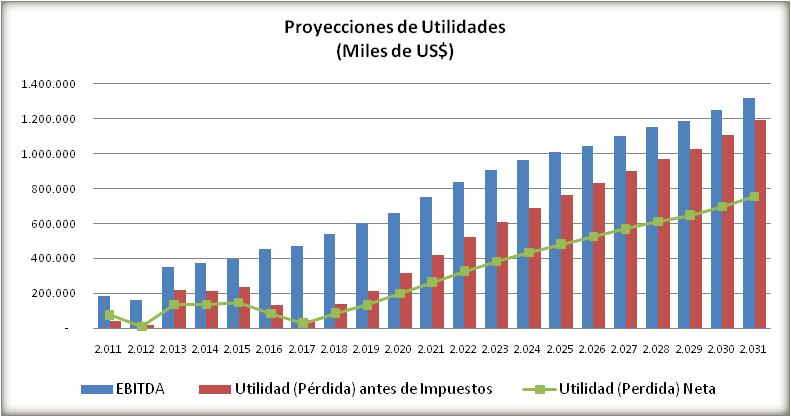 Proyecciones de Utilidades
(Miles de US$)
1.400.000
1.200.000
1.000.000
800.000
600.000
400.000
200.000
-
2.011 2.012 2.013 2.014 2.015 2.016 2.017 2.018 2.019 2.020 2.021 2.022 2.023 2.024 2.025 2.026 2.027 2.028 2.029 2.030 2.031
EBITDA Utilidad (Pérdida) antes de Impuestos Utilidad (Perdida) Neta